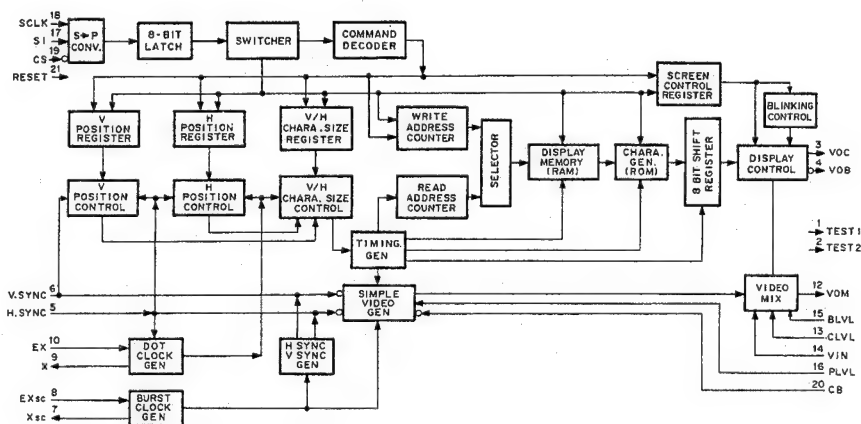 SCLK 18
SI 17
CS 19
RESET 21
S➔P
CONV.
8-BIT
LATCH
SWITCHER
COMMAND
DECODER
SCREEN
CONTROL
REGISTER
BLINKING
CONTROL
V
POSITION
REGISTER
H
POSITION
REGISTER
V/H
CHARA.SIZE
REGISTER
WRITE
ADDRESS
COUNTER
SELECTOR
DISPLAY
MEMORY
(RAM)
CHARA.
GEN.
(ROM)
8 BIT SHIFT
REGISTER
DISPLAY
CONTROL
3 VOC
4 VOB
V
POSITION
CONTROL
H
POSITION
CONTROL
V/H
CHARA. SIZE
CONTROL
READ
ADDRESS
COUNTER
TIMING.
GEN
1 TEST1
2 TEST2
V.SYNC 6
H.SYNC 5
SIMPLE
VIDEO
GEN
VIDEO
MIX
12 VOM
15 BLVL
13 CLVL
14 VIN
16 PLVL
20 CB
EX 10
X 9
DOT
CLOCK
GEN
H SYNC
V SYNC
GEN
EXsc 8
Xsc 7
BURST
CLOCK
GEN